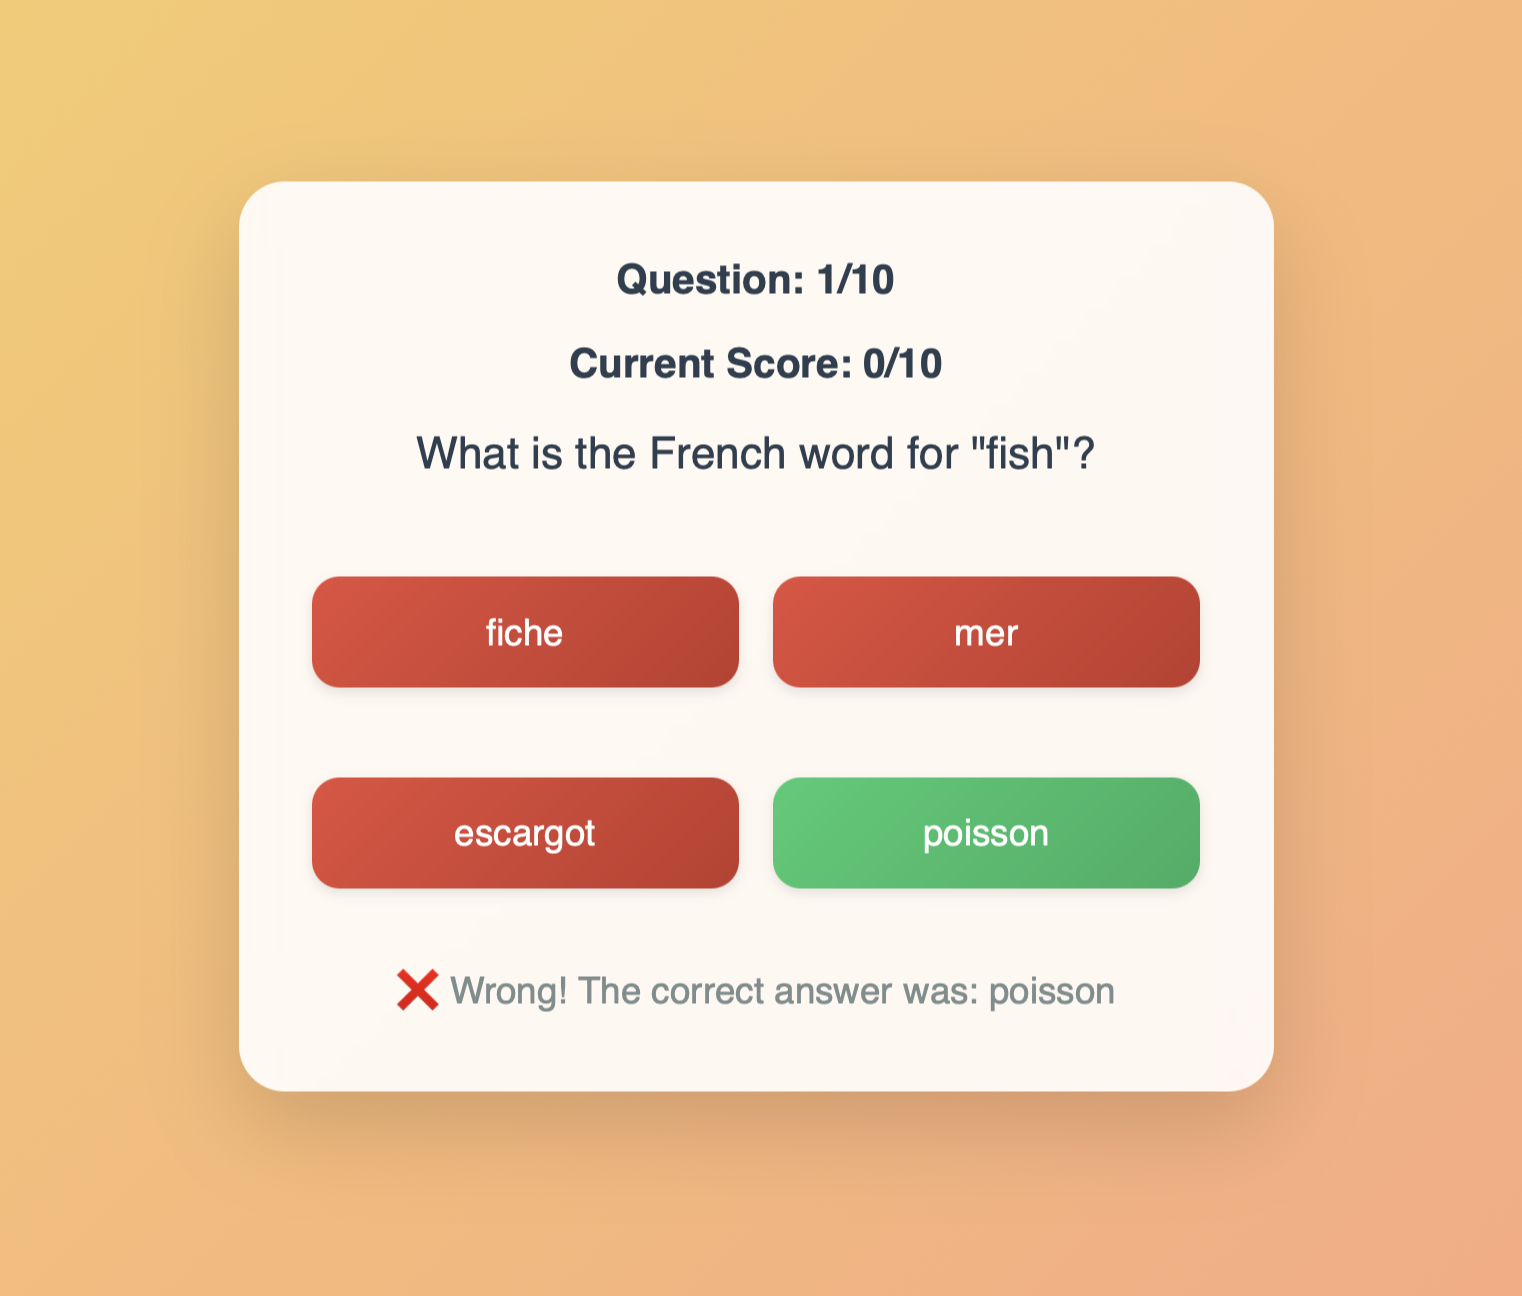 Question: 1/10
Current Score: 0/10
What is the French word for "fish"?
fiche
mer
escargot
poisson
❌ Wrong! The correct answer was: poisson